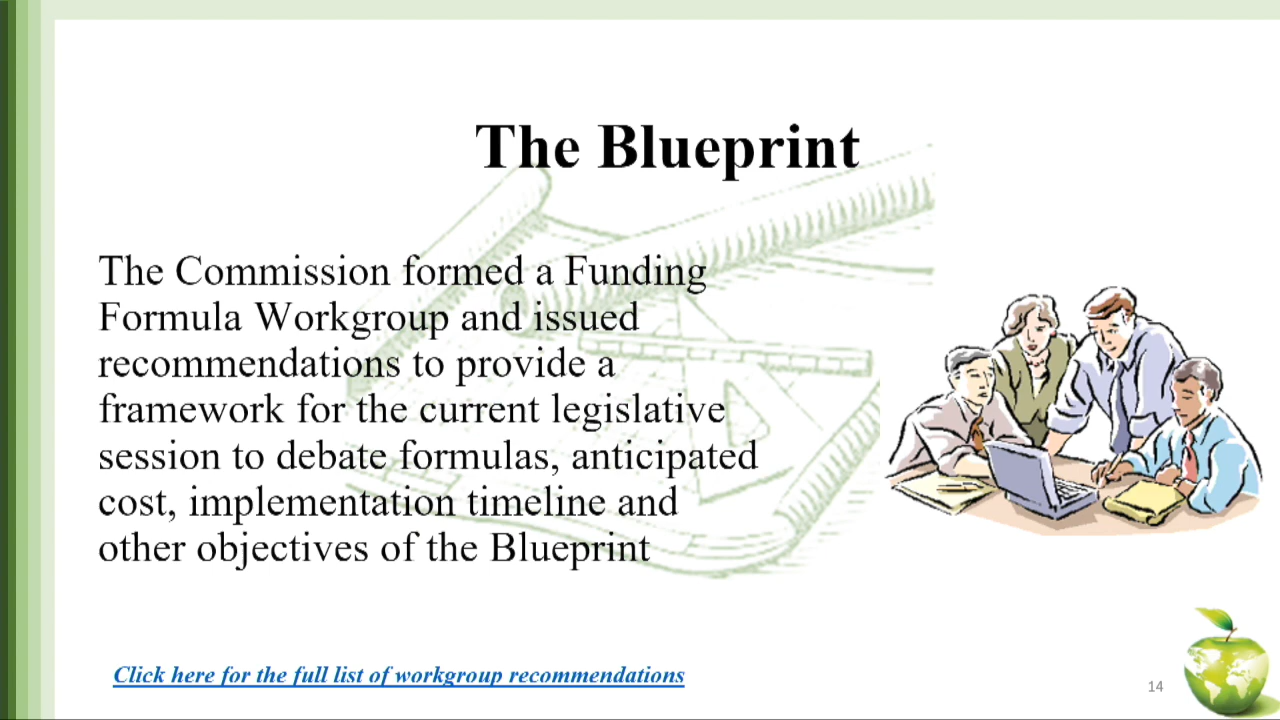 The Blueprint
The Commission formed a Funding
Formula Workgroup and issued
recommendations to provide a
framework for the current legislative
session to debate formulas, anticipated
cost, implementation timeline and
other objectives of the Blueprint
Click here for the full list of workgroup recommendations
14